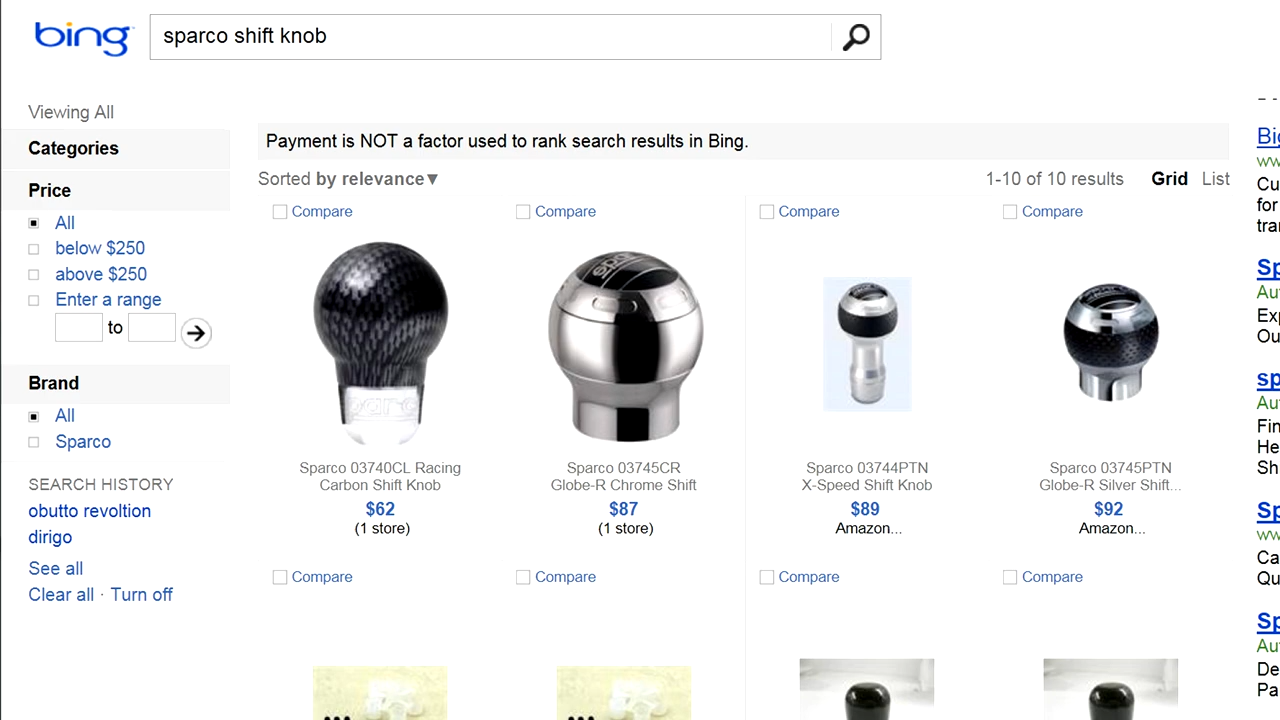 bing
sparco shift knob
Viewing All
Categories
Price
All
below $250
above $250
Enter a range
to
Brand
All
Sparco
SEARCH HISTORY
obutto revoltion
dirigo
See all
Clear all · Turn off
Payment is NOT a factor used to rank search results in Bing.
Sorted by relevance▼
1-10 of 10 results Grid List
Compare Compare Compare Compare
Sparco 03740CL Racing
Carbon Shift Knob
$62
(1 store)
Sparco 03745CR
Globe-R Chrome Shift
$87
(1 store)
Sparco 03744PTN
X-Speed Shift Knob
$89
Amazon...
Sparco 03745PTN
Globe-R Silver Shift...
$92
Amazon...
Compare Compare Compare Compare
for